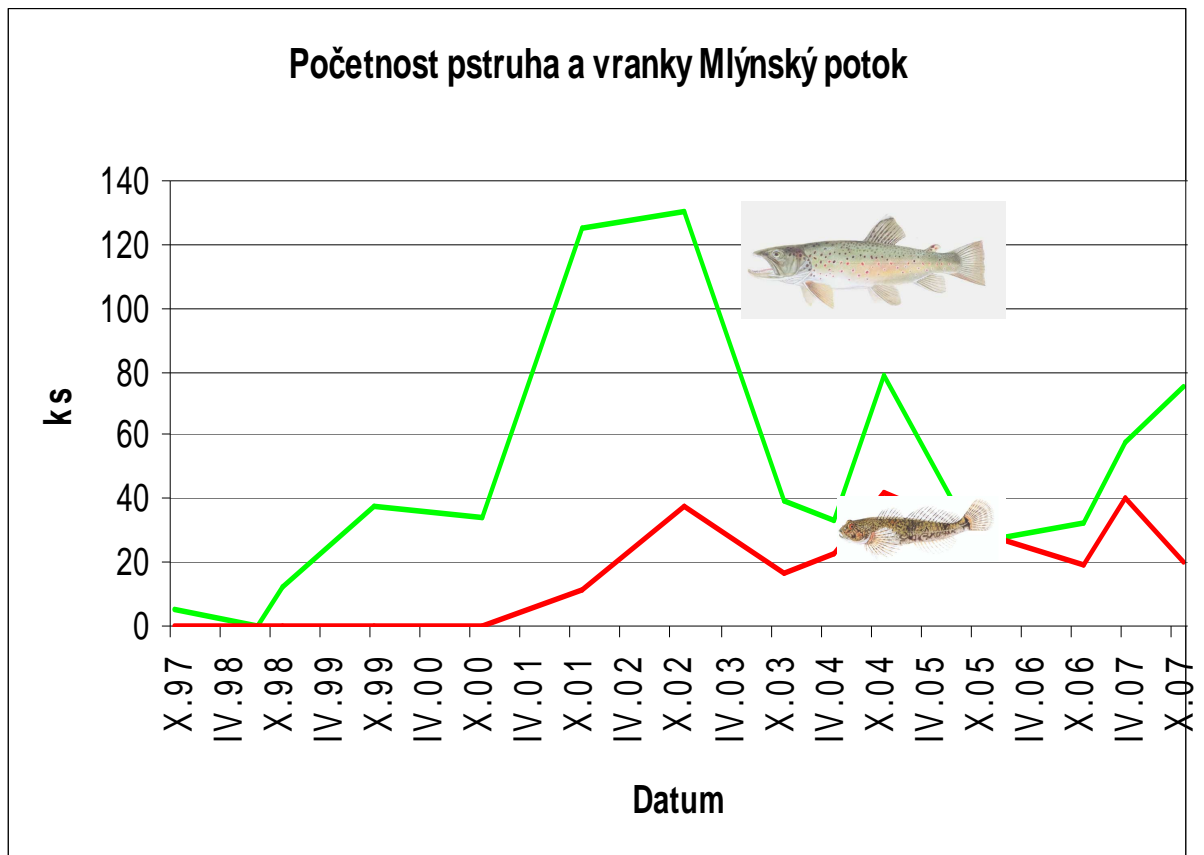 Početnost pstruha a vranky Mlýnský potok
140
120
100
80
60
40
20
0
ks
X.97
IV.98
X.98
IV.99
X.99
IV.00
X.00
IV.01
X.01
IV.02
X.02
IV.03
X.03
IV.04
X.04
IV.05
X.05
IV.06
X.06
IV.07
X.07
Datum